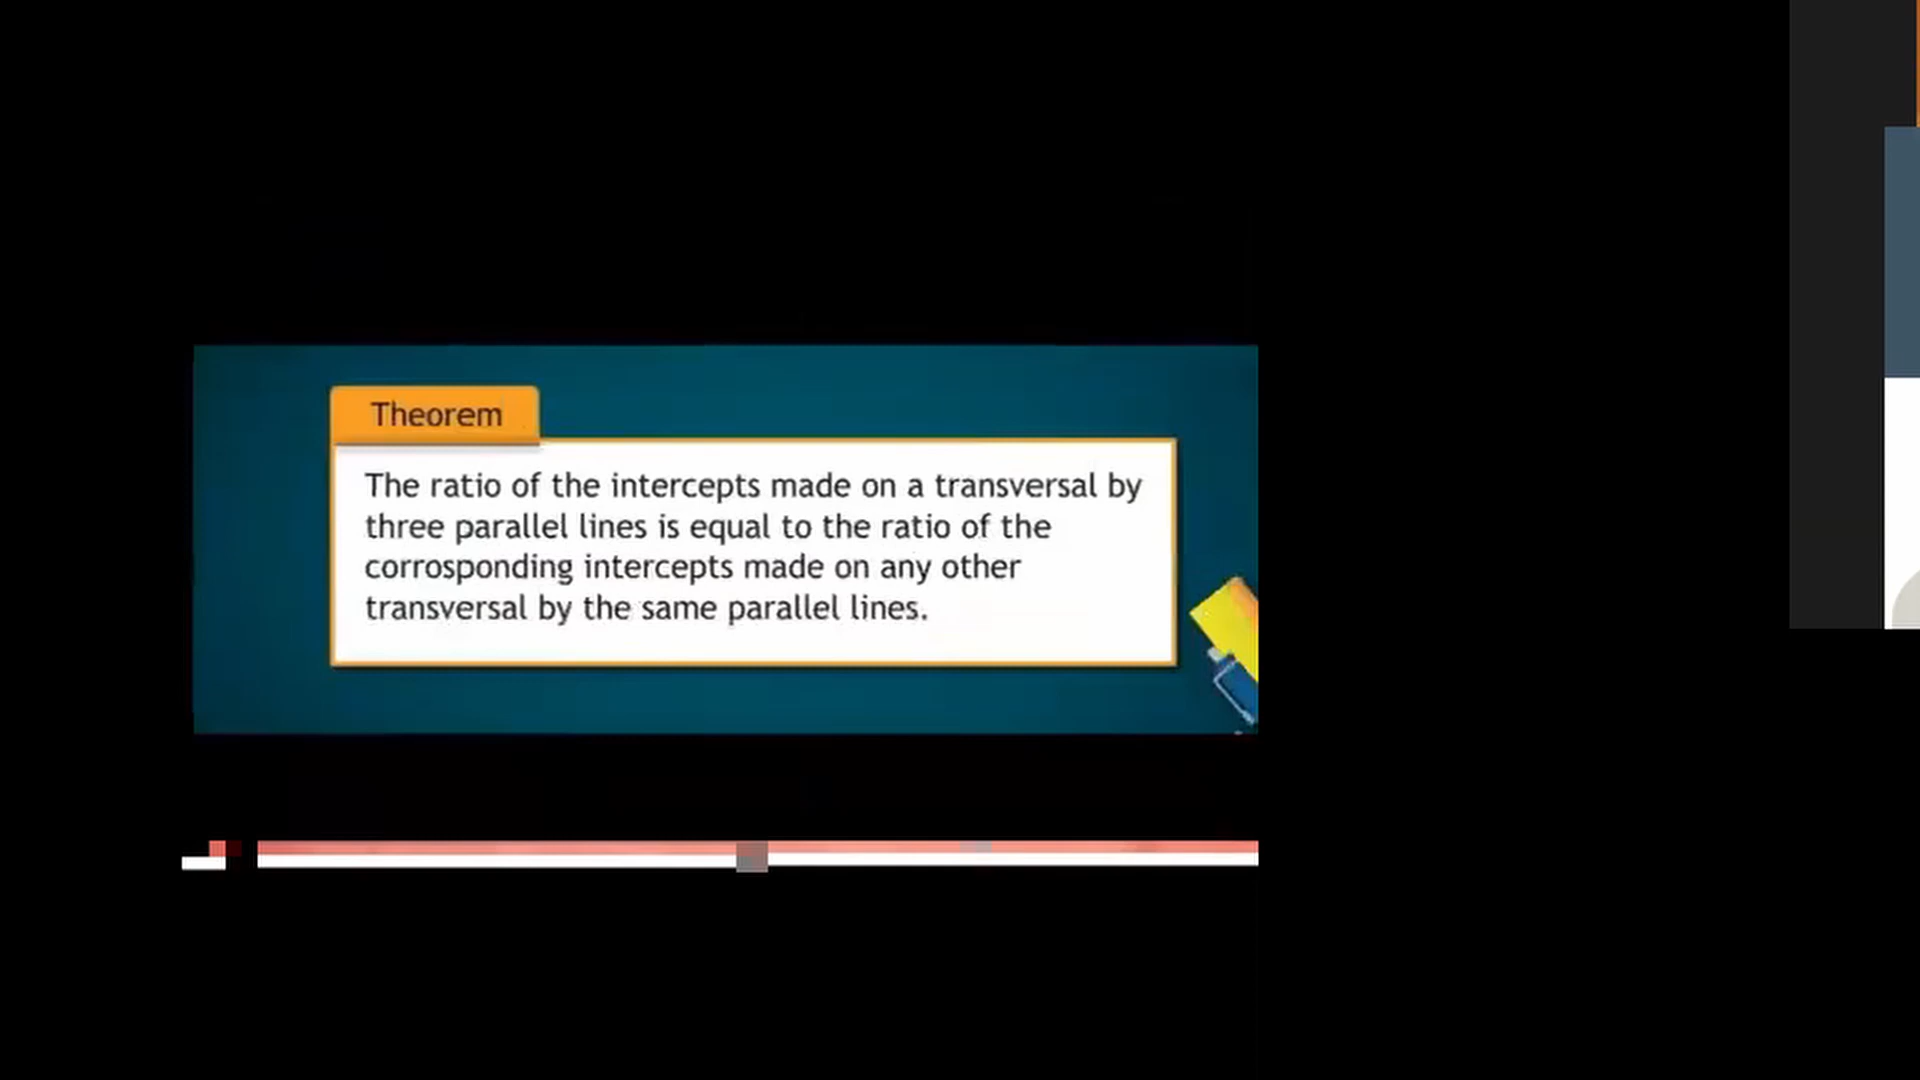 Theorem
The ratio of the intercepts made on a transversal by
three parallel lines is equal to the ratio of the
corrosponding intercepts made on any other
transversal by the same parallel lines.